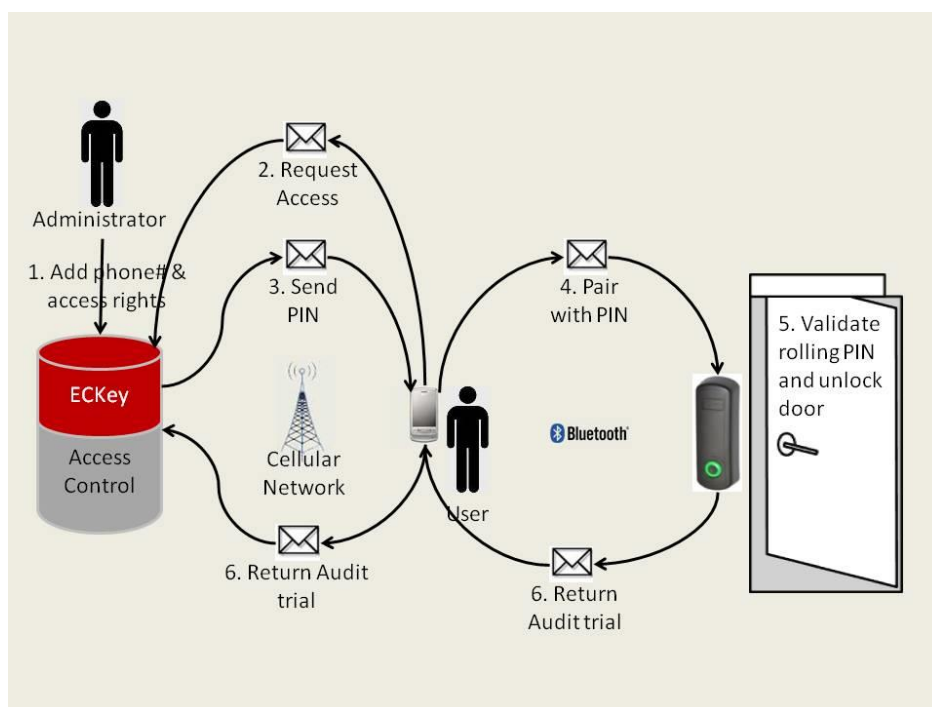 2. Request
Access
Administrator
1. Add phone# &
access rights
3. Send
PIN
4. Pair
with PIN
5. Validate
rolling PIN
and unlock
door
ECKey
Access
Control
Cellular
Network
User
Bluetooth
6. Return Audit
trial
6. Return
Audit trial